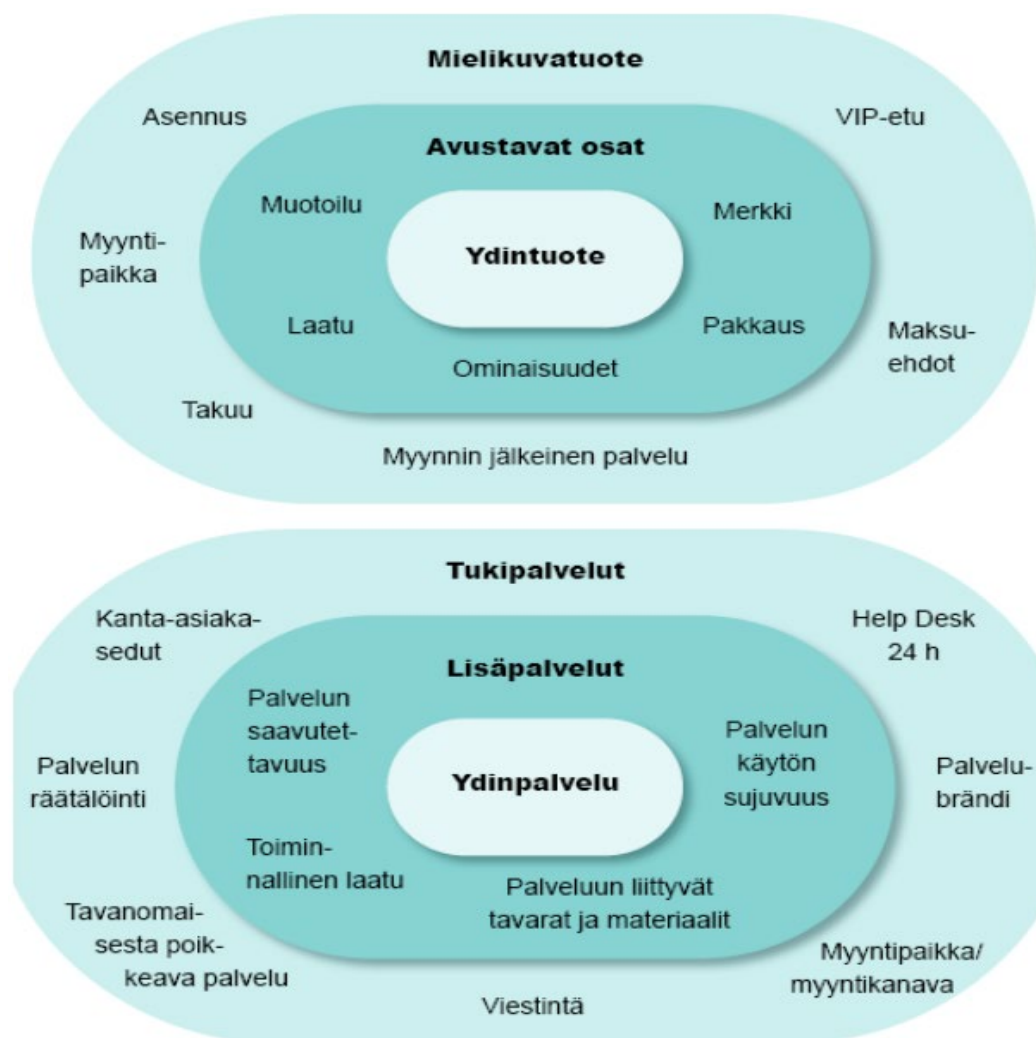 Mielikuvatuote
Asennus
VIP-etu
Avustavat osat
Muotoilu
Merkki
Myynti-
paikka
Ydintuote
Laatu
Pakkaus
Ominaisuudet
Maksu-
ehdot
Takuu
Myynnin jälkeinen palvelu
Tukipalvelut
Kanta-asiaka-
sedut
Help Desk
24 h
Lisäpalvelut
Palvelun
saavutet-
tavuus
Palvelun
käytön
sujuvuus
Palvelun
räätälöinti
Ydinpalvelu
Palvelu-
brändi
Toimin-
nallinen laatu
Palveluun liittyvät
tavarat ja materiaalit
Tavanomai-
sesta poik-
keava palvelu
Myyntipaikka/
myyntikanava
Viestintä